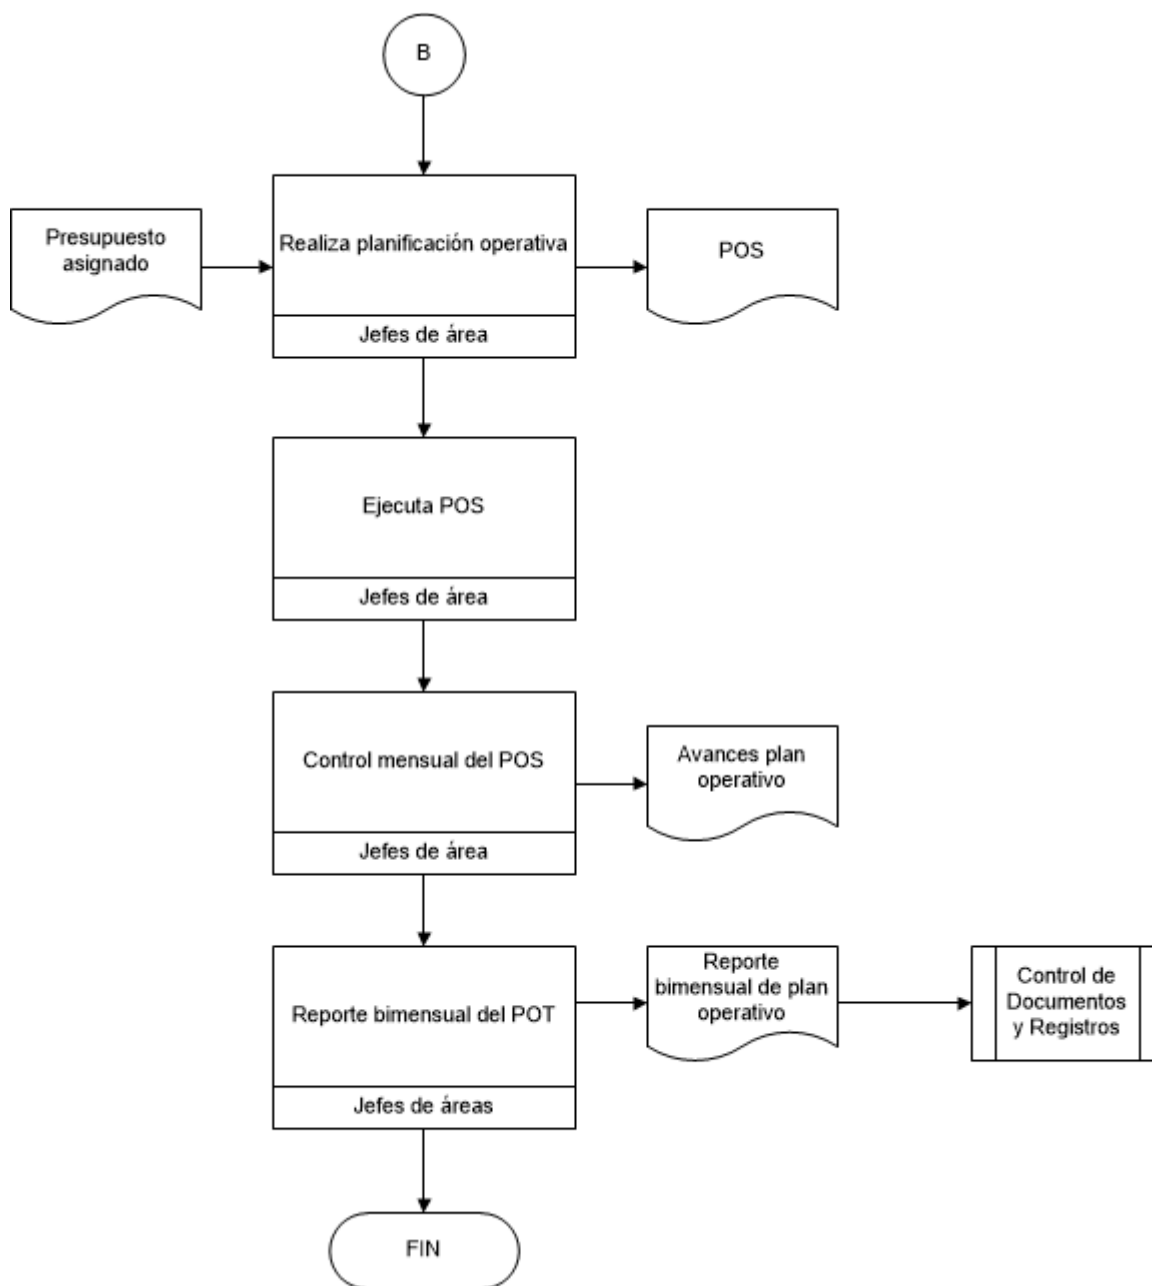 B
Presupuesto
asignado
Realiza planificación operativa
POS
Jefes de área
Ejecuta POS
Jefes de área
Control mensual del POS
Avances plan
operativo
Jefes de área
Reporte bimensual del POT
Reporte
bimensual de plan
operativo
Control de
Documentos
y Registros
Jefes de áreas
FIN